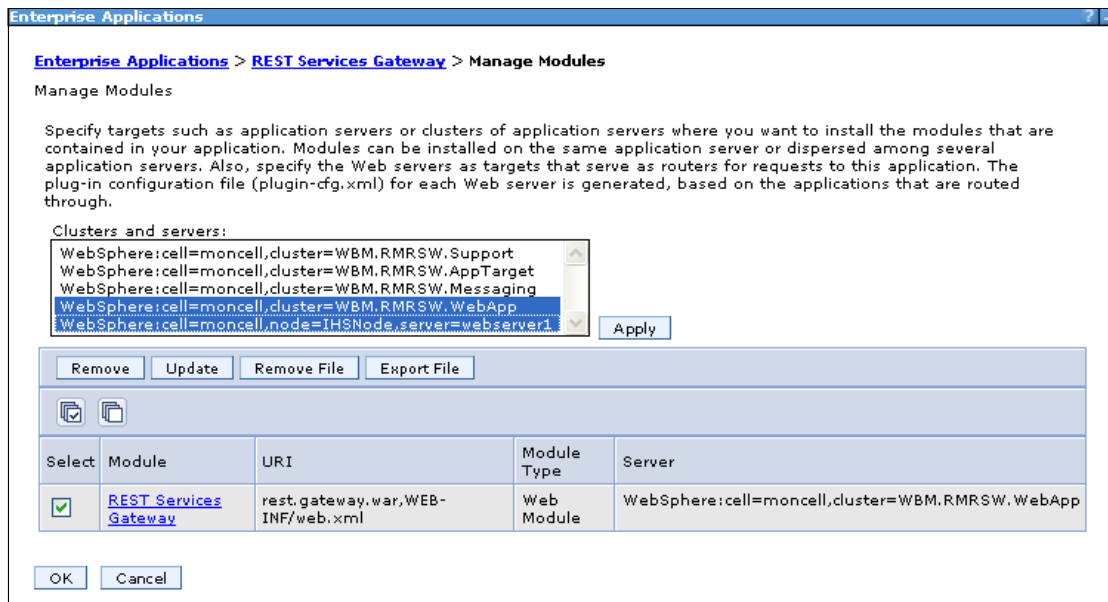 Enterprise Applications
?
Enterprise Applications > REST Services Gateway > Manage Modules
Manage Modules
Specify targets such as application servers or clusters of application servers where you want to install the modules that are
contained in your application. Modules can be installed on the same application server or dispersed among several
application servers. Also, specify the Web servers as targets that serve as routers for requests to this application. The
plug-in configuration file (plugin-cfg.xml) for each Web server is generated, based on the applications that are routed
through.
Clusters and servers:
WebSphere:cell=moncell,cluster=WBM.RMRSW.Support
WebSphere:cell=moncell,cluster=WBM.RMRSW.AppTarget
WebSphere:cell=moncell,cluster=WBM.RMRSW.Messaging
WebSphere:cell=moncell,cluster=WBM.RMRSW.WebApp
WebSphere:cell=moncell,node=IHSNode,server=webserver1
Apply
Remove Update Remove File Export File
Select Module URI Module Type Server
REST Services Gateway rest.gateway.war,WEB-INF/web.xml Web Module WebSphere:cell=moncell,cluster=WBM.RMRSW.WebApp
OK Cancel